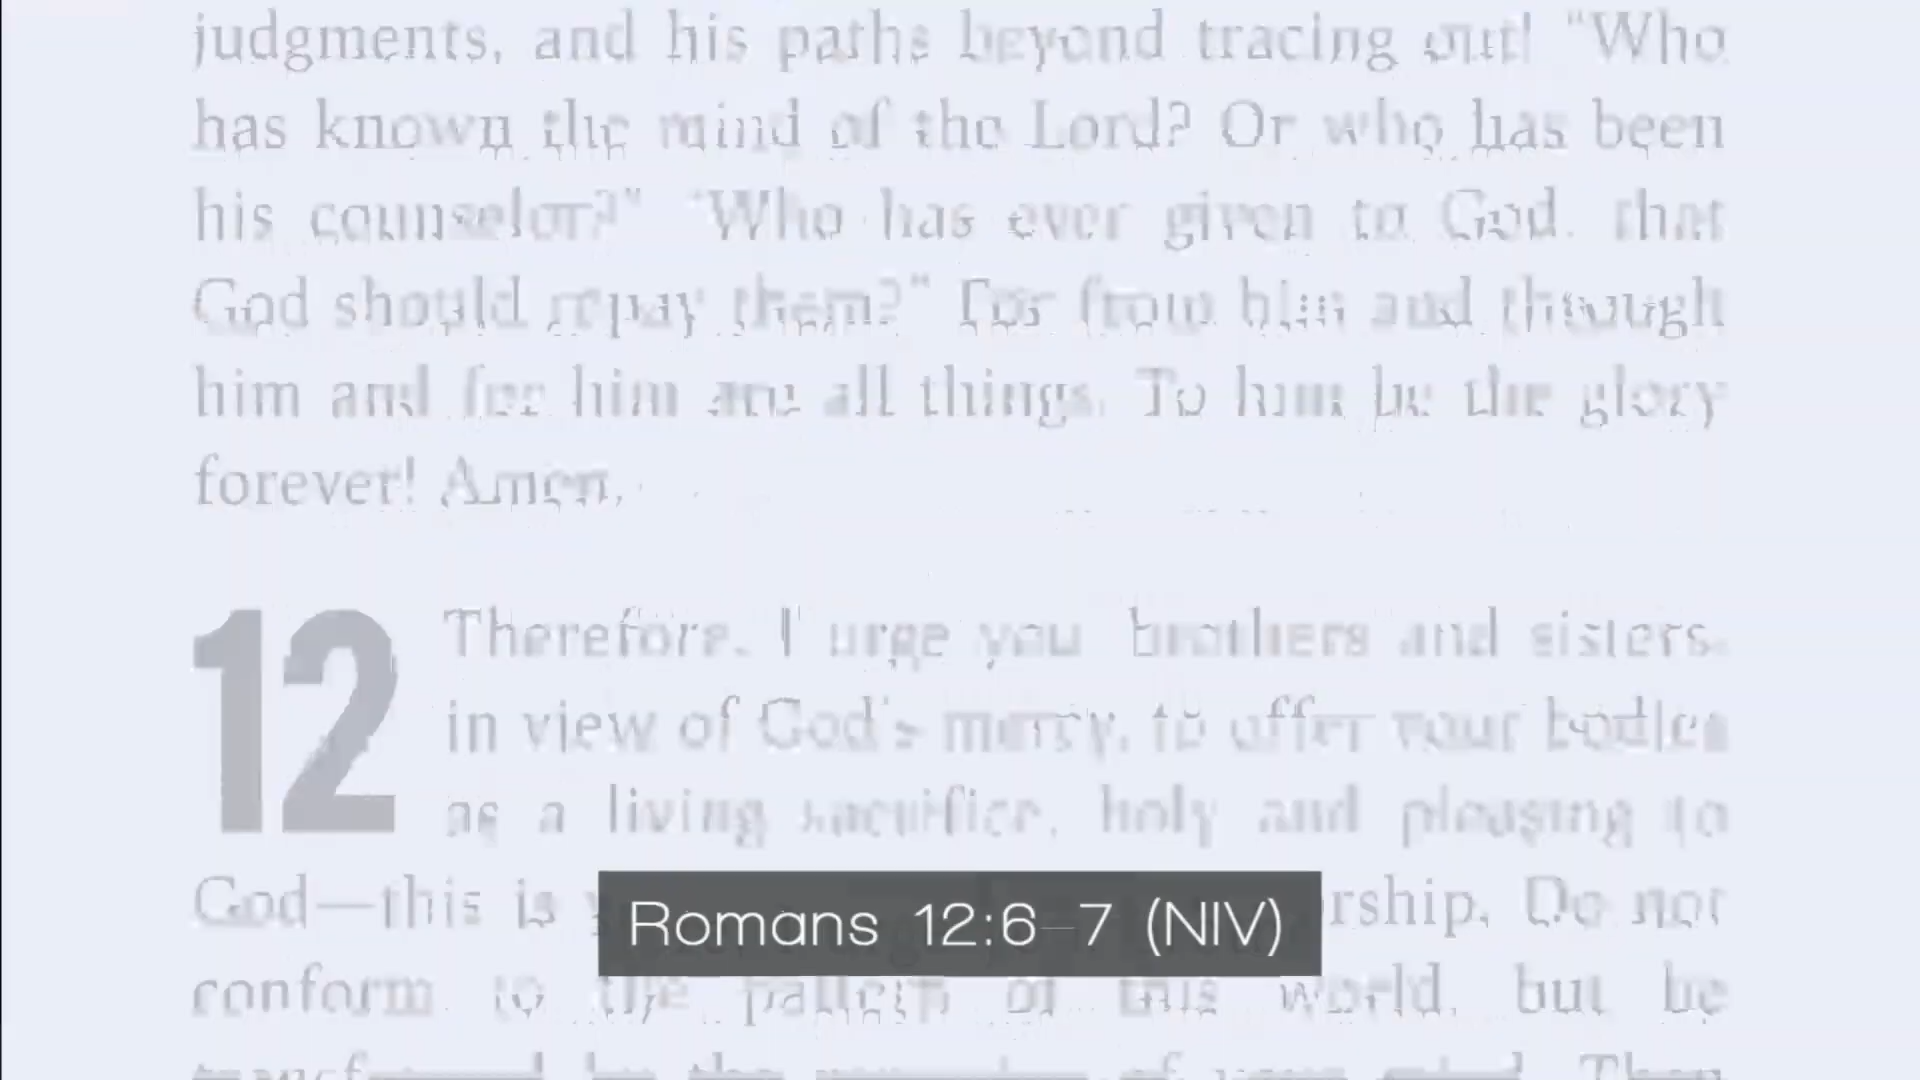 judgments, and his paths beyond tracing out! "Who
has known the mind of the Lord? Or who has been
his counselor?" "Who has ever given to God, that
God should repay them?" For from him and through
him and for him are all things. To him be the glory
forever! Amen.
12
Therefore, I urge you brothers and sisters,
in view of God's mercy, to offer your bodies
as a living sacrifice, holy and pleasing to
God—this is rship. Do not
Romans 12:6–7 (NIV)
conform to the pattern of this world, but be